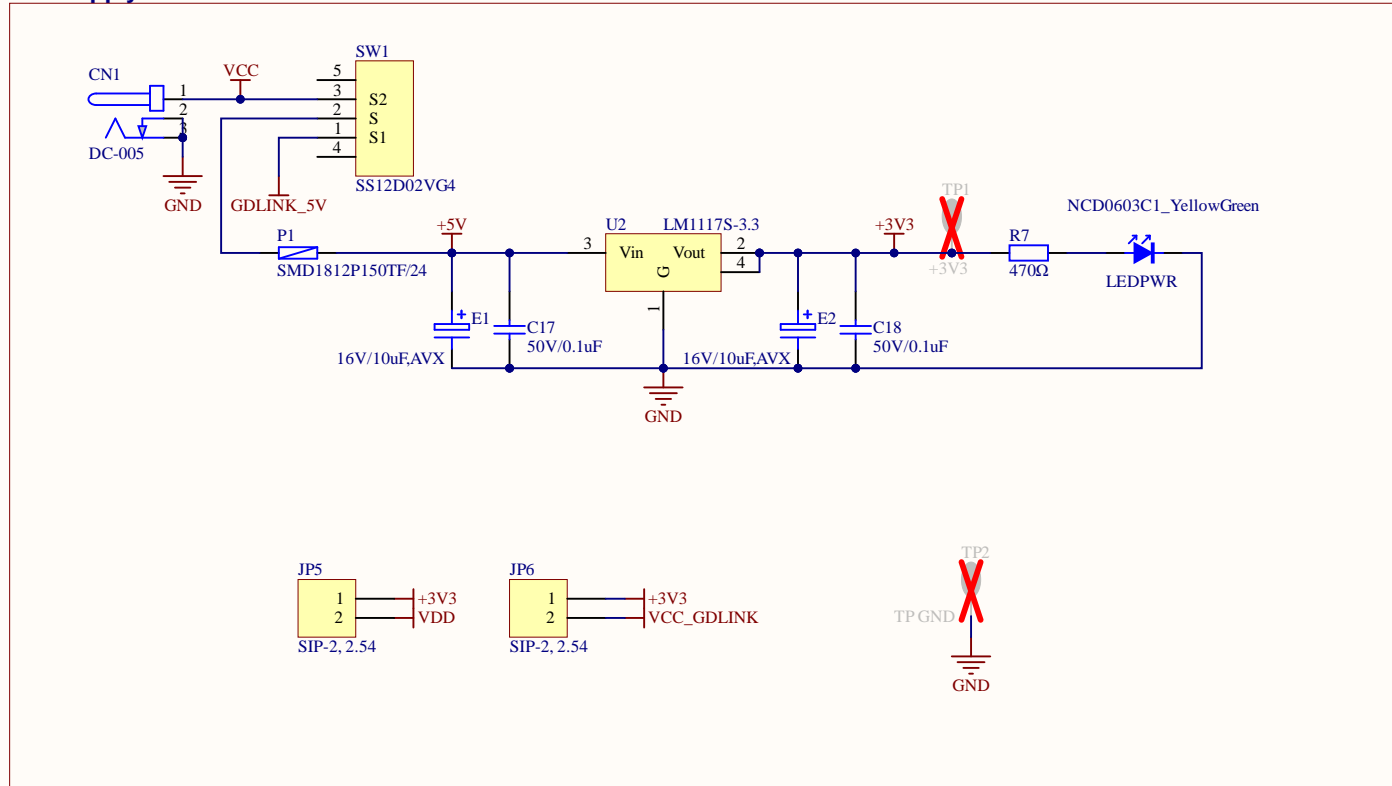 SW1
CN1
VCC
5
1
3
S2
2
2
S
3
1
S1
4
DC-005
SS12D02VG4
GND
GDLINK_5V
TP1
NCD0603C1_YellowGreen
P1
+5V
U2
LM1117S-3.3
+3V3
R7
3
Vin
Vout
2
4
G
1
SMD1812P150TF/24
+3V3
470Ω
LEDPWR
E1
C17
50V/0.1uF
16V/10uF,AVX
E2
C18
50V/0.1uF
16V/10uF,AVX
GND
TP2
JP5
1
+3V3
2
VDD
SIP-2, 2.54
JP6
1
+3V3
2
VCC_GDLINK
SIP-2, 2.54
TP GND
GND